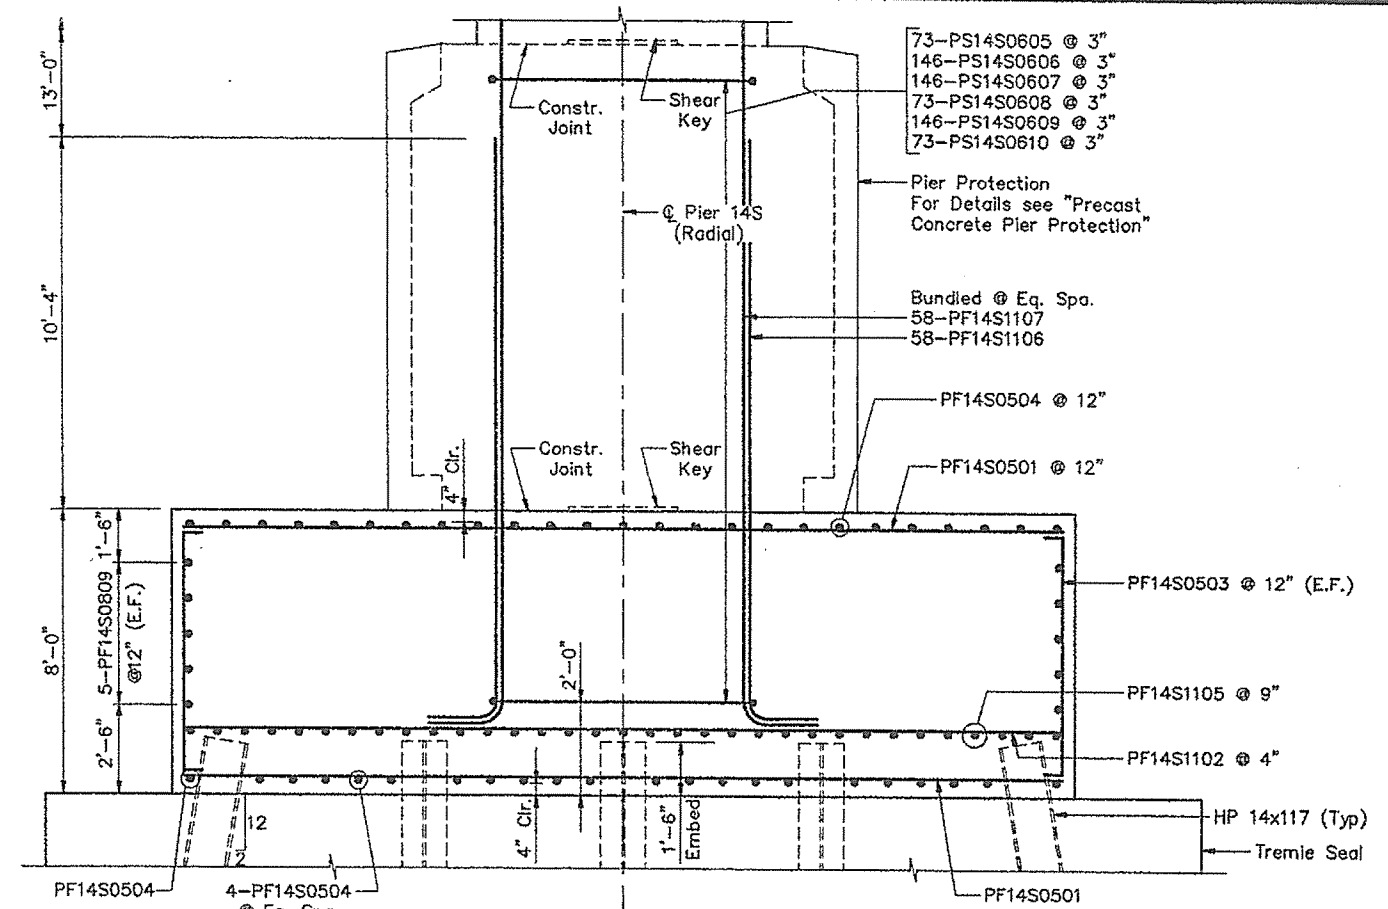 73-PS14S0605 @ 3"
146-PS14S0606 @ 3"
146-PS14S0607 @ 3"
73-PS14S0608 @ 3"
146-PS14S0609 @ 3"
73-PS14S0610 @ 3"
13'-0"
Constr.
Joint
Shear
Key
Pier Protection
For Details see "Precast
Concrete Pier Protection"
℄ Pier 14S
(Radial)
10'-4"
Bundled @ Eq. Spa.
58-PF14S1107
58-PF14S1106
PF14S0504 @ 12"
4" Clr.
Constr.
Joint
Shear
Key
PF14S0501 @ 12"
8'-0"
1'-6"
5-PF14S0809
@12" (E.F.)
2'-6"
PF14S0503 @ 12" (E.F.)
2'-0"
PF14S1105 @ 9"
PF14S1102 @ 4"
12
2
4" Clr.
1'-6"
Embed
HP 14x117 (Typ)
Tremie Seal
PF14S0504
4-PF14S0504
@ Eq. Spa.
PF14S0501